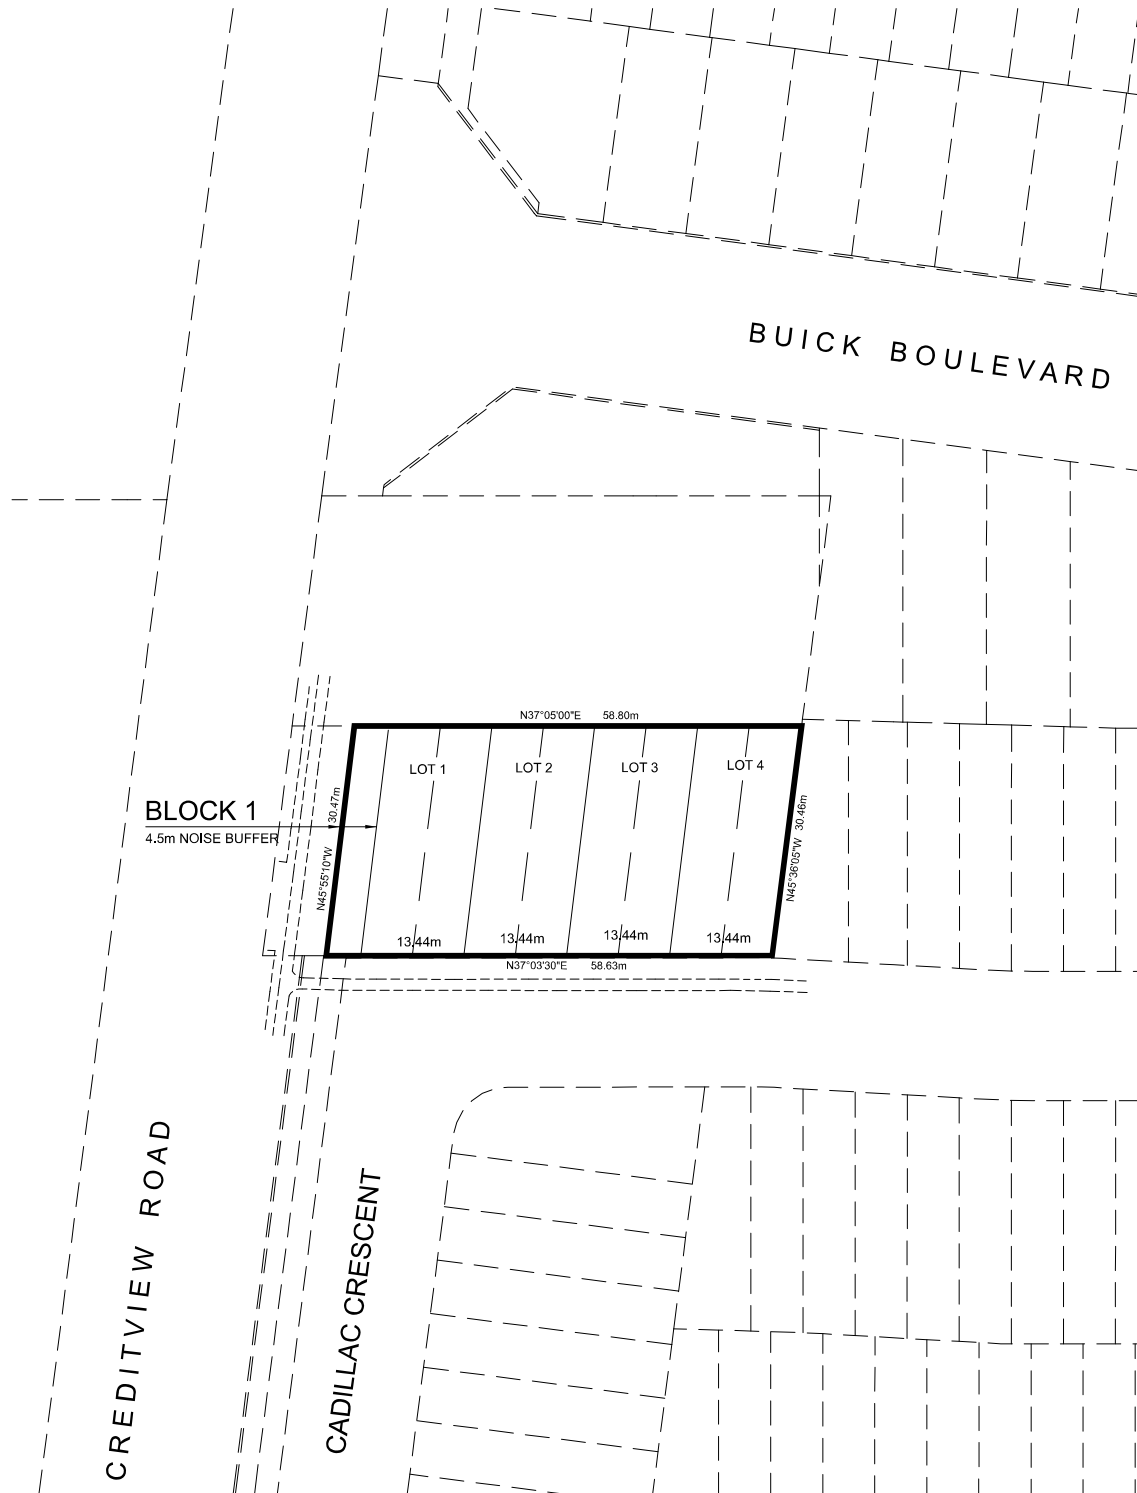 BUICK BOULEVARD
N37°05'00"E 58.80m
LOT 1
LOT 2
LOT 3
LOT 4
BLOCK 1
4.5m NOISE BUFFER
30.47m
N45°55'10"W
30.46m
N45°36'05"W
13.44m
13.44m
13.44m
13.44m
N37°03'30"E 58.63m
CREDITVIEW ROAD
CADILLAC CRESCENT